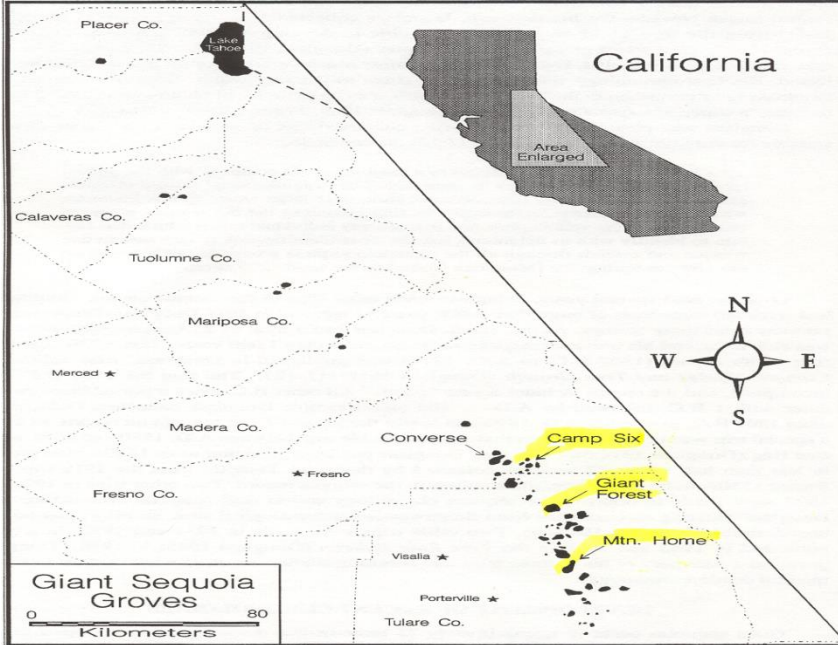 Placer Co.
Lake
Tahoe
California
Area
Enlarged
Calaveras Co.
Tuolumne Co.
Mariposa Co.
Merced
N
W E
S
Madera Co.
Converse
Camp Six
Fresno
Giant
Forest
Fresno Co.
Mtn. Home
Visalia
Porterville
Tulare Co.
Giant Sequoia
Groves
0 80
Kilometers